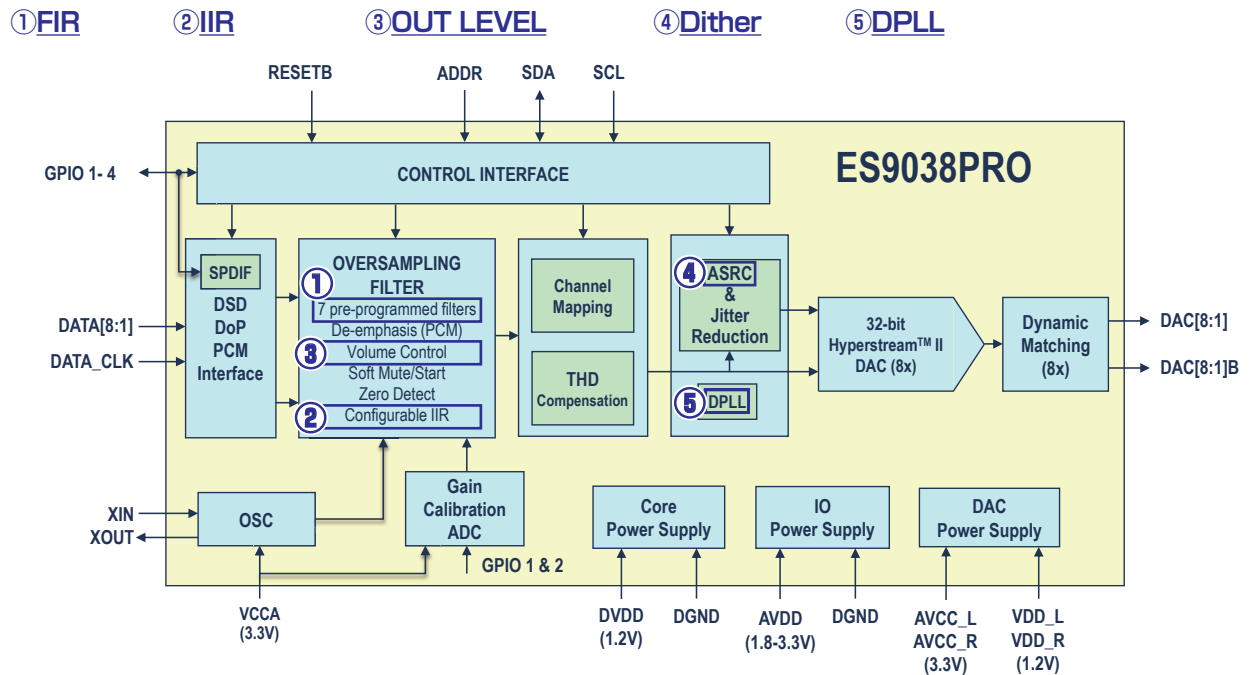 ①FIR ②IIR ③OUT LEVEL ④Dither ⑤DPLL
RESETB ADDR SDA SCL
ES9038PRO
GPIO 1- 4
CONTROL INTERFACE
SPDIF
DSD
DoP
PCM
Interface
DATA[8:1]
DATA_CLK
OVERSAMPLING
FILTER
①
7 pre-programmed filters
De-emphasis (PCM)
③ Volume Control
Soft Mute/Start
Zero Detect
② Configurable IIR
Channel
Mapping
THD
Compensation
④ ASRC
&
Jitter
Reduction
⑤ DPLL
32-bit
Hyperstream™ II
DAC (8x)
Dynamic
Matching
(8x)
DAC[8:1]
DAC[8:1]B
XIN
XOUT
OSC
Gain
Calibration
ADC
GPIO 1 & 2
Core
Power Supply
IO
Power Supply
DAC
Power Supply
VCCA
(3.3V)
DVDD
(1.2V)
DGND
AVDD
(1.8-3.3V)
DGND
AVCC_L
AVCC_R
(3.3V)
VDD_L
VDD_R
(1.2V)